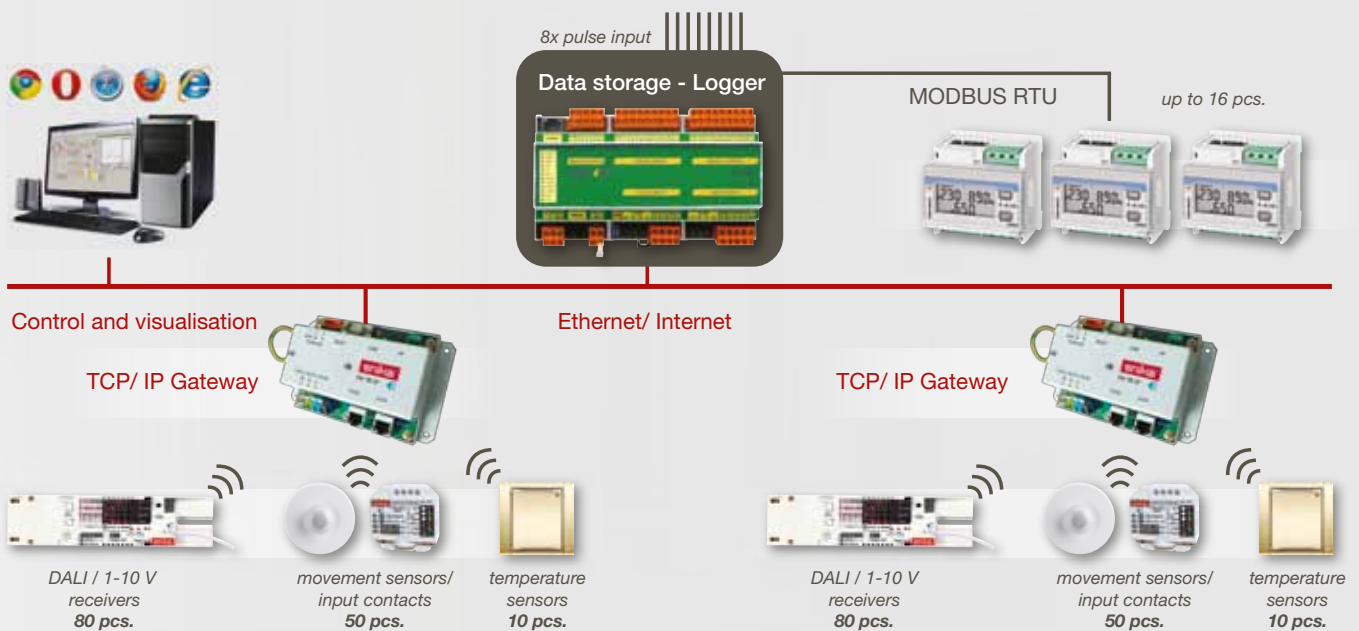 8x pulse input
Data storage - Logger
MODBUS RTU
up to 16 pcs.
Control and visualisation
Ethernet/ Internet
TCP/ IP Gateway
TCP/ IP Gateway
DALI / 1-10 V
receivers
80 pcs.
movement sensors/
input contacts
50 pcs.
temperature
sensors
10 pcs.
DALI / 1-10 V
receivers
80 pcs.
movement sensors/
input contacts
50 pcs.
temperature
sensors
10 pcs.